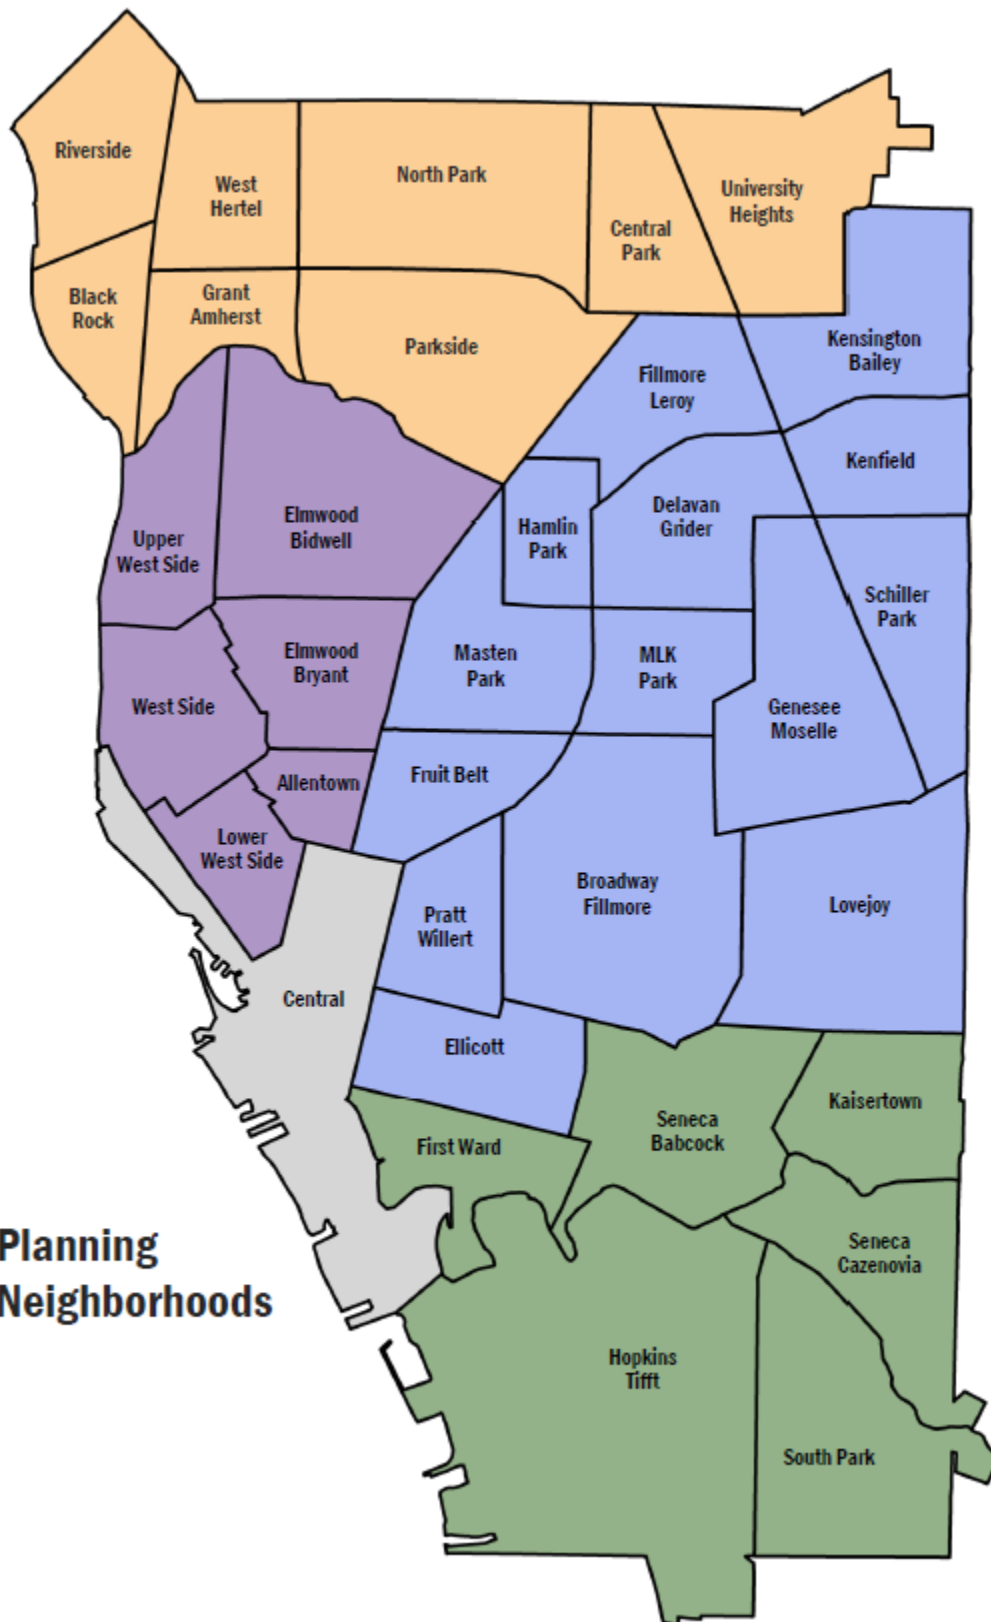 Riverside
West
Hertel
North Park
Central
Park
University
Heights
Black
Rock
Grant
Amherst
Parkside
Fillmore
Leroy
Kensington
Bailey
Kenfield
Upper
West Side
Elmwood
Bidwell
Hamlin
Park
Delavan
Grider
Schiller
Park
West Side
Elmwood
Bryant
Masten
Park
MLK
Park
Genesee
Moselle
Allentown
Fruit Belt
Lower
West Side
Pratt
Willert
Broadway
Fillmore
Lovejoy
Central
Ellicott
First Ward
Seneca
Babcock
Kaisertown
Seneca
Cazenovia
Planning
Neighborhoods
Hopkins
Tifft
South Park